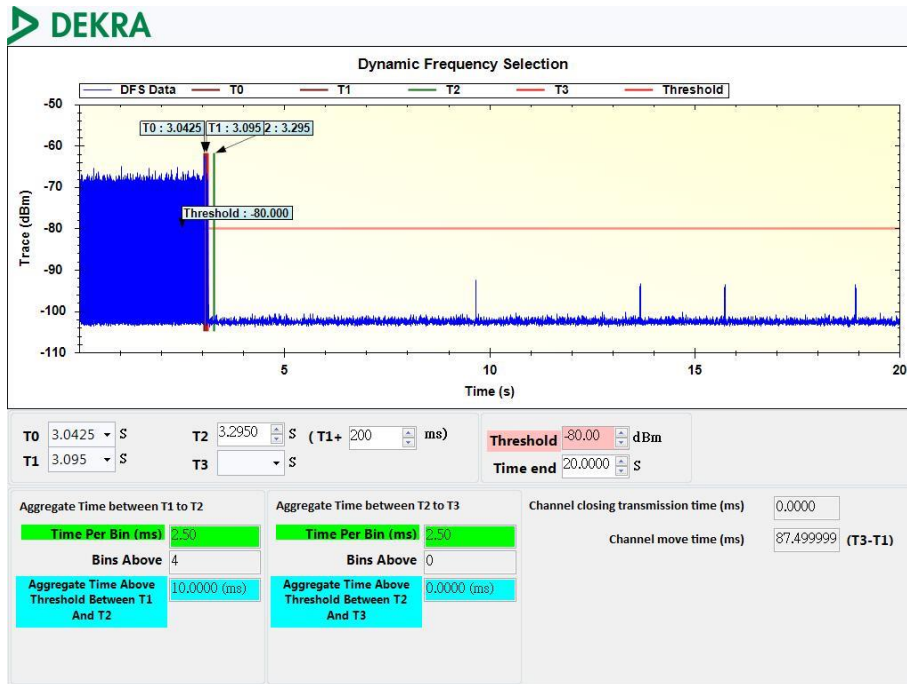 DEKRA
Dynamic Frequency Selection
DFS Data T0 T1 T2 T3 Threshold
-50
T0 : 3.0425 T1 : 3.095 2 : 3.295
-60
-70
Threshold : -80.000
-80
-90
-100
-110
Trace (dBm)
5 10 15 20
Time (s)
T0 3.0425 S T2 3.2950 S ( T1+ 200 ms) Threshold -80.00 dBm
T1 3.095 S T3 S Time end 20.0000 S
Aggregate Time between T1 to T2
Time Per Bin (ms) 2.50
Bins Above 4
Aggregate Time Above
Threshold Between T1
And T2
10.0000 (ms)
Aggregate Time between T2 to T3
Time Per Bin (ms) 2.50
Bins Above 0
Aggregate Time Above
Threshold Between T2
And T3
0.0000 (ms)
Channel closing transmission time (ms) 0.0000
Channel move time (ms) 87.499999 (T3-T1)